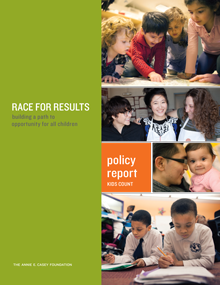 RACE FOR RESULTS
building a path to
opportunity for all children
policy
report
KIDS COUNT
THE ANNIE E. CASEY FOUNDATION